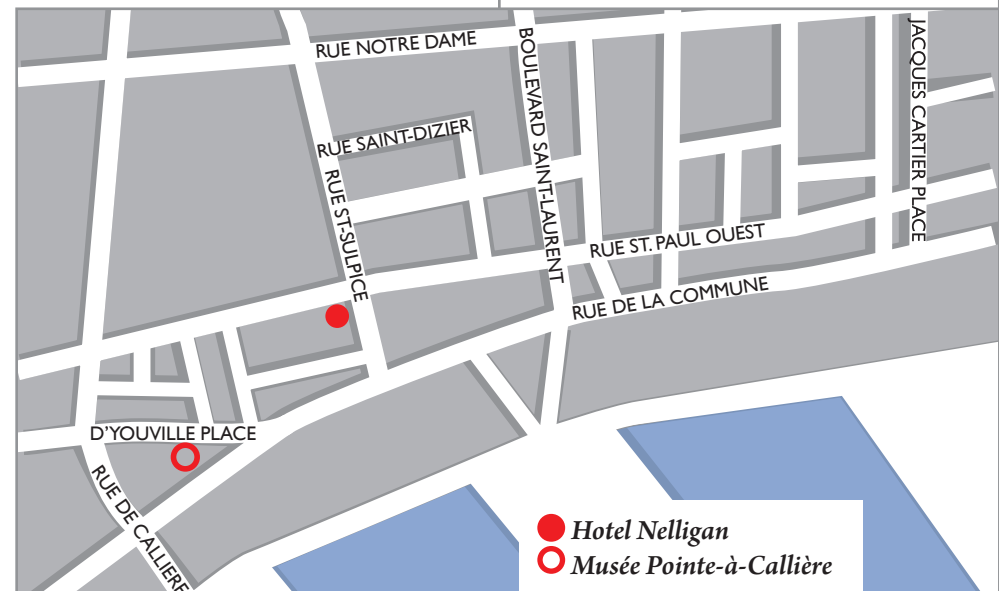 RUE NOTRE DAME
BOULEVARD SAINT-LAURENT
JACQUES CARTIER PLACE
RUE SAINT-DIZIER
RUE ST-SULPICE
RUE ST. PAUL OUEST
RUE DE LA COMMUNE
D'YOUVILLE PLACE
RUE DE CALLIERE
Hotel Nelligan
Musée Pointe-à-Callière